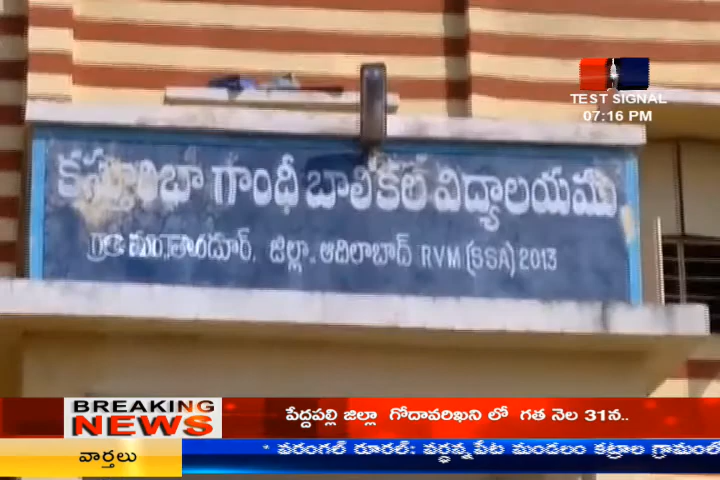 TEST SIGNAL
07:16 PM
కస్తూరిబా గాంధీ బాలికల విద్యాలయము
జిల్లా.. ఆదిలాబాద్ RVM (SSA) 2013
BREAKING
NEWS
పేద్దపల్లి జిల్లా గోదావరిఖని లో గత నెల 31న..
వార్తలు
* వరంగల్ రూరల్: వర్ధన్నపేట మండలం కట్రాల గ్రామంలో